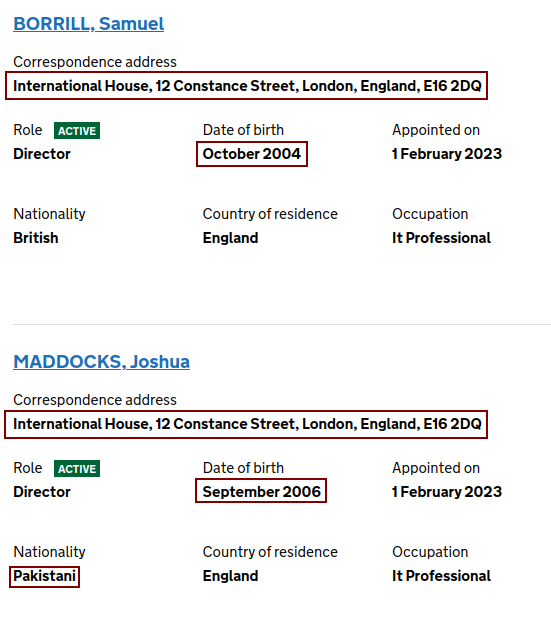 BORRILL, Samuel
Correspondence address
International House, 12 Constance Street, London, England, E16 2DQ
Role ACTIVE Date of birth Appointed on
Director October 2004 1 February 2023
Nationality Country of residence Occupation
British England It Professional
MADDOCKS, Joshua
Correspondence address
International House, 12 Constance Street, London, England, E16 2DQ
Role ACTIVE Date of birth Appointed on
Director September 2006 1 February 2023
Nationality Country of residence Occupation
Pakistani England It Professional